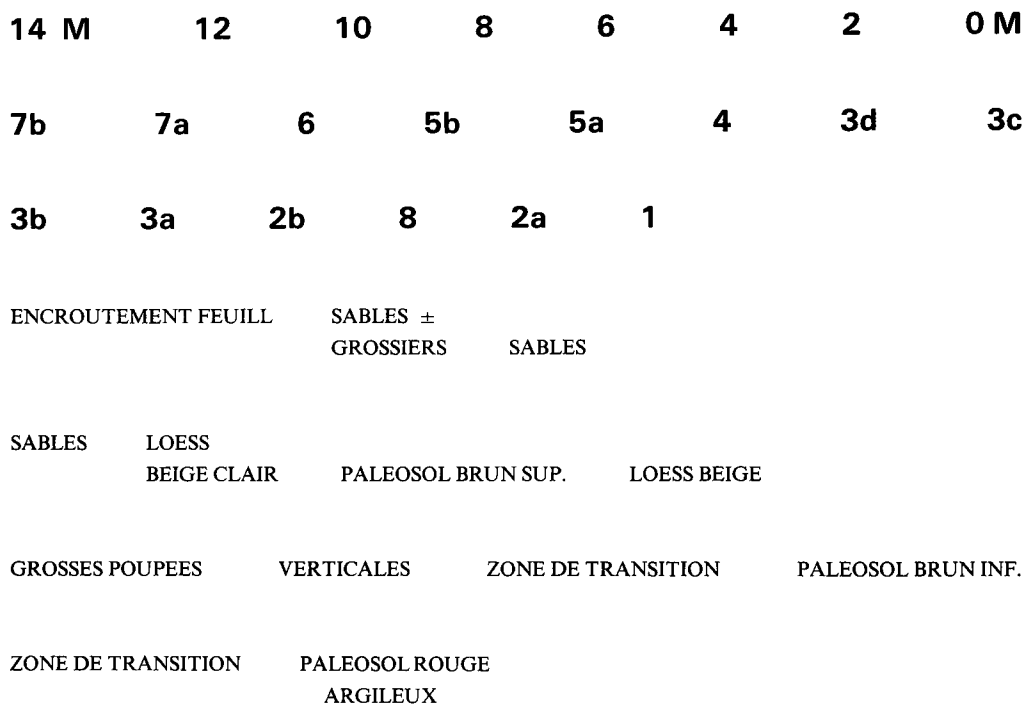 14 M 12 10 8 6 4 2 0 M
7b 7a 6 5b 5a 4 3d 3c
3b 3a 2b 8 2a 1
ENCROUTEMENT FEUILL SABLES ±
GROSSIERS SABLES
SABLES LOESS
BEIGE CLAIR PALEOSOL BRUN SUP. LOESS BEIGE
GROSSES POUPEES VERTICALES ZONE DE TRANSITION PALEOSOL BRUN INF.
ZONE DE TRANSITION PALEOSOL ROUGE
ARGILEUX